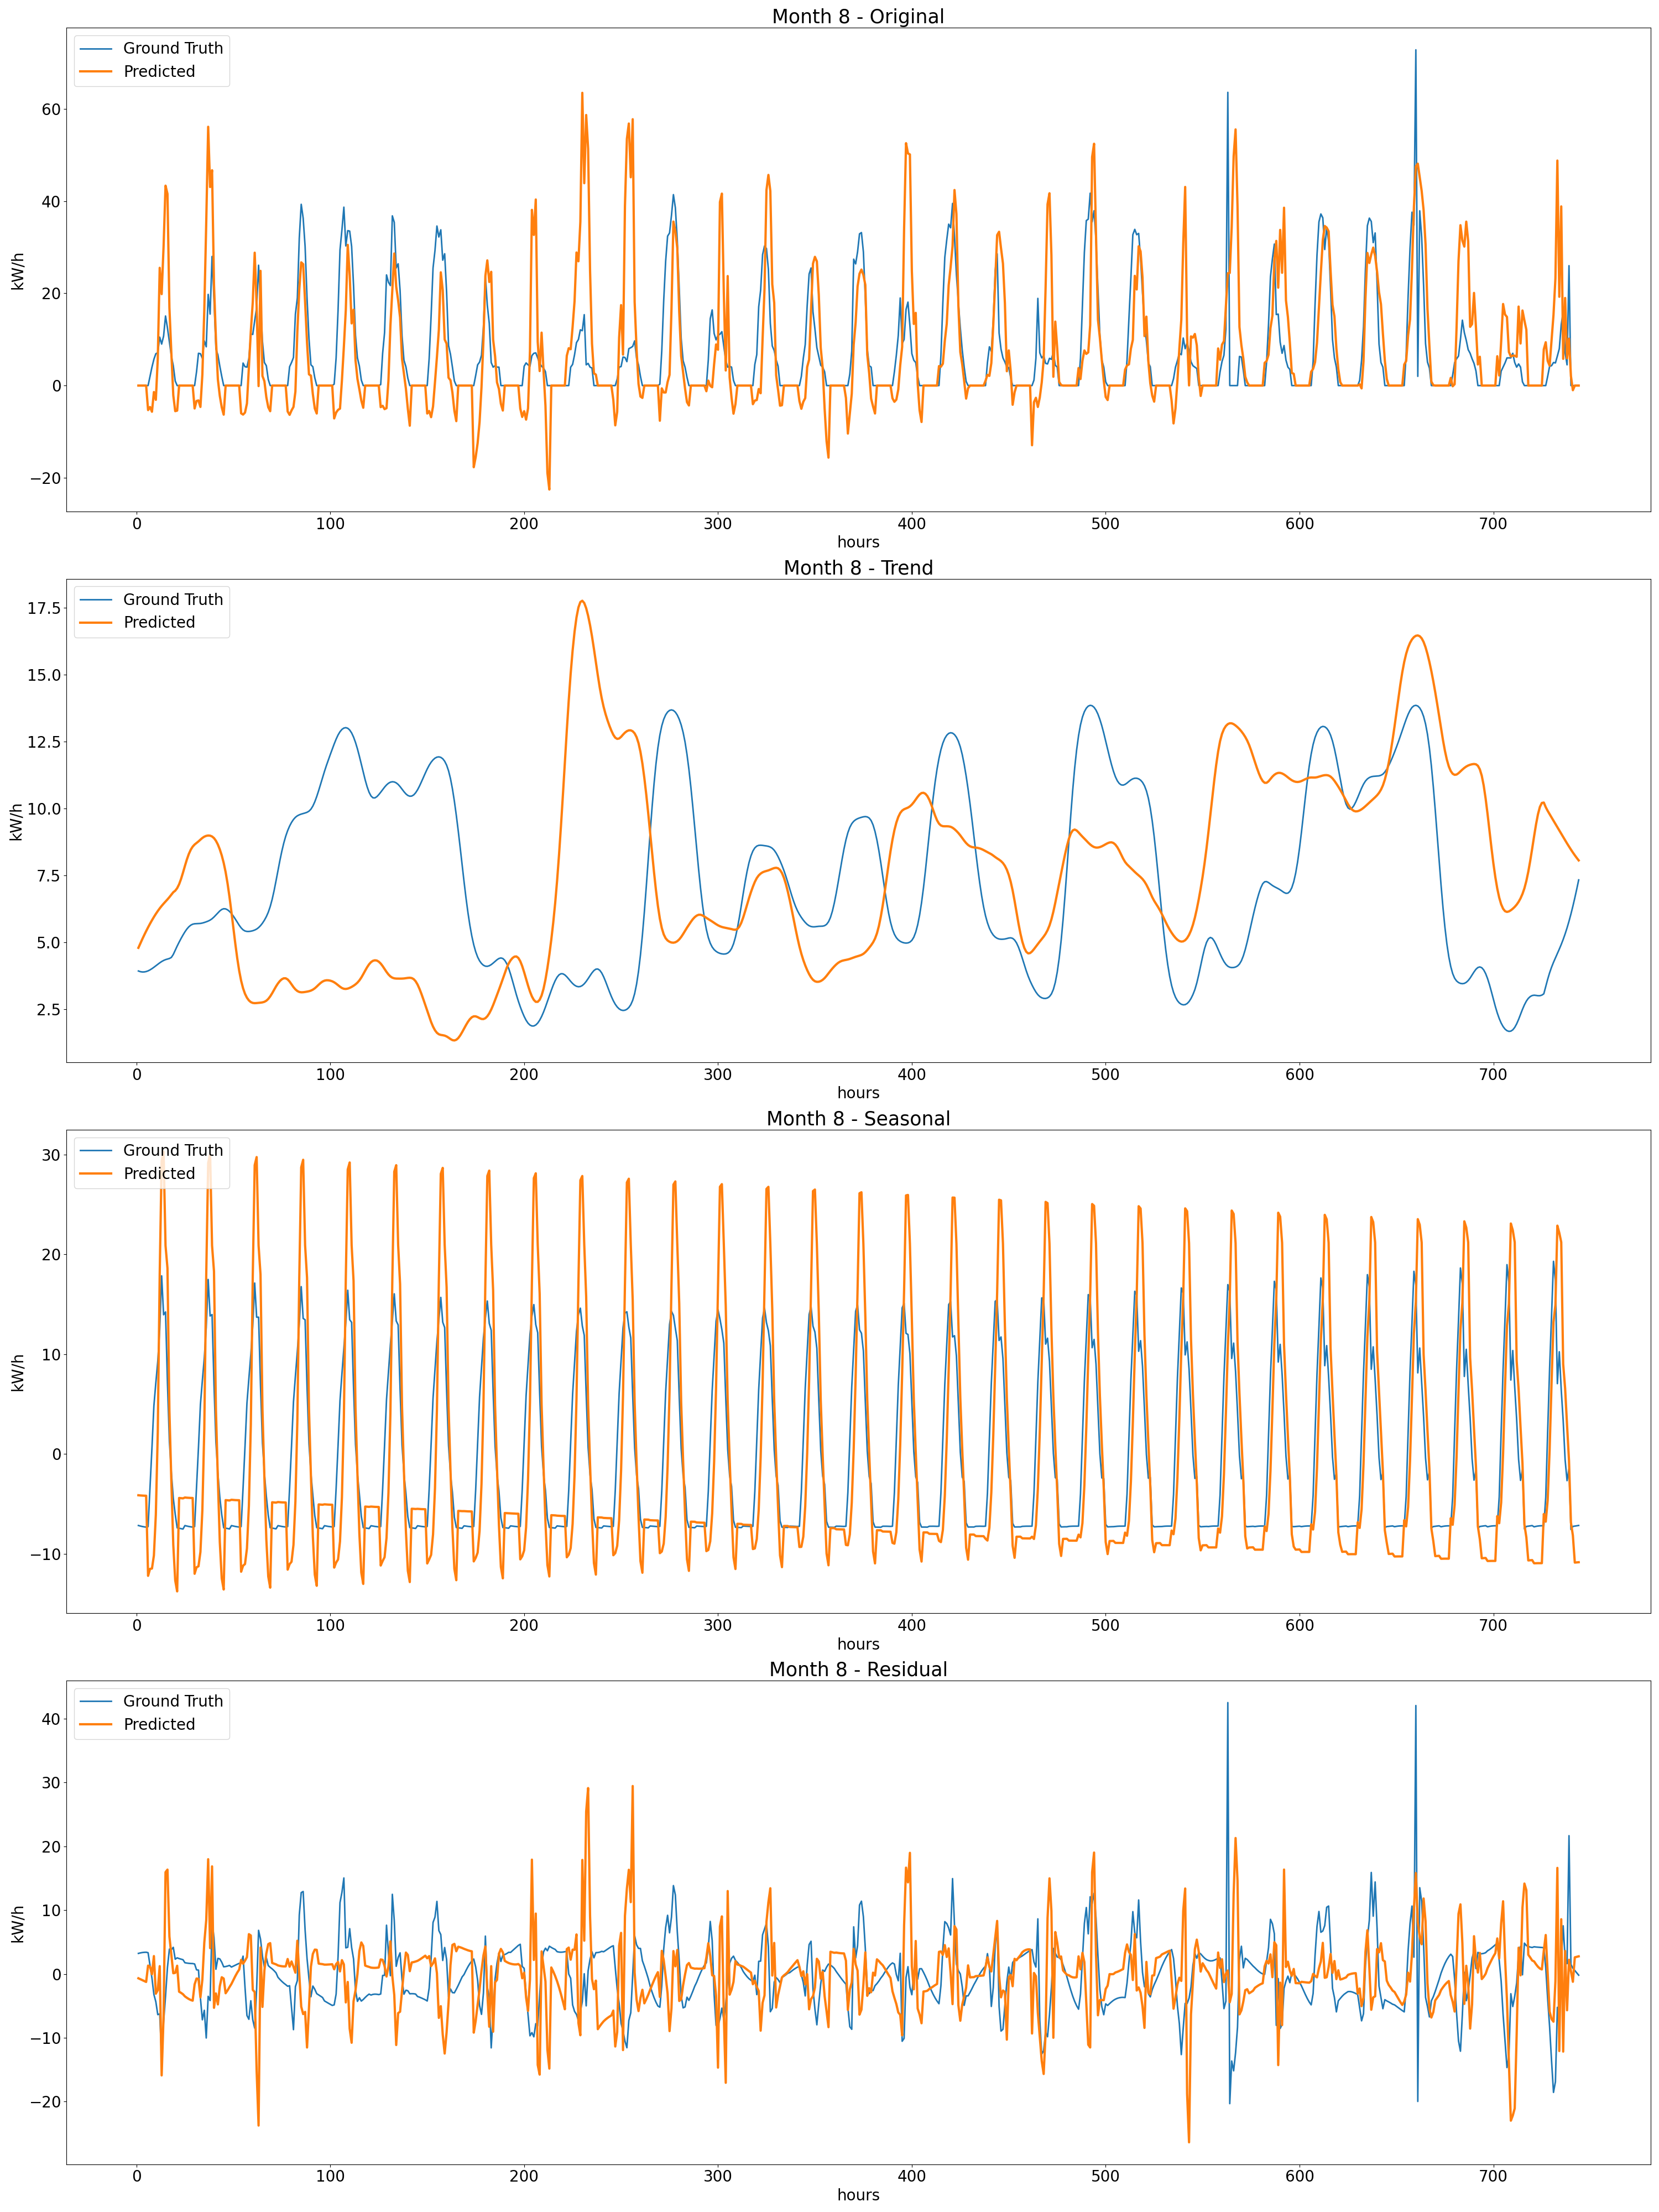 Month 8 - Original
Ground Truth
Predicted
60
40
20
0
−20
kW/h
0 100 200 300 400 500 600 700
hours
Month 8 - Trend
Ground Truth
Predicted
17.5
15.0
12.5
10.0
7.5
5.0
2.5
kW/h
0 100 200 300 400 500 600 700
hours
Month 8 - Seasonal
Ground Truth
Predicted
30
20
10
0
−10
kW/h
0 100 200 300 400 500 600 700
hours
Month 8 - Residual
Ground Truth
Predicted
40
30
20
10
0
−10
−20
kW/h
0 100 200 300 400 500 600 700
hours